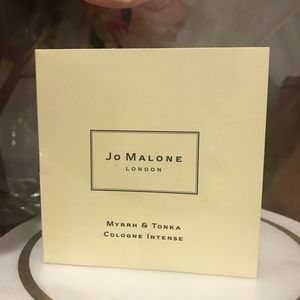 Jo Malone
London
Myrrh & Tonka
Cologne Intense